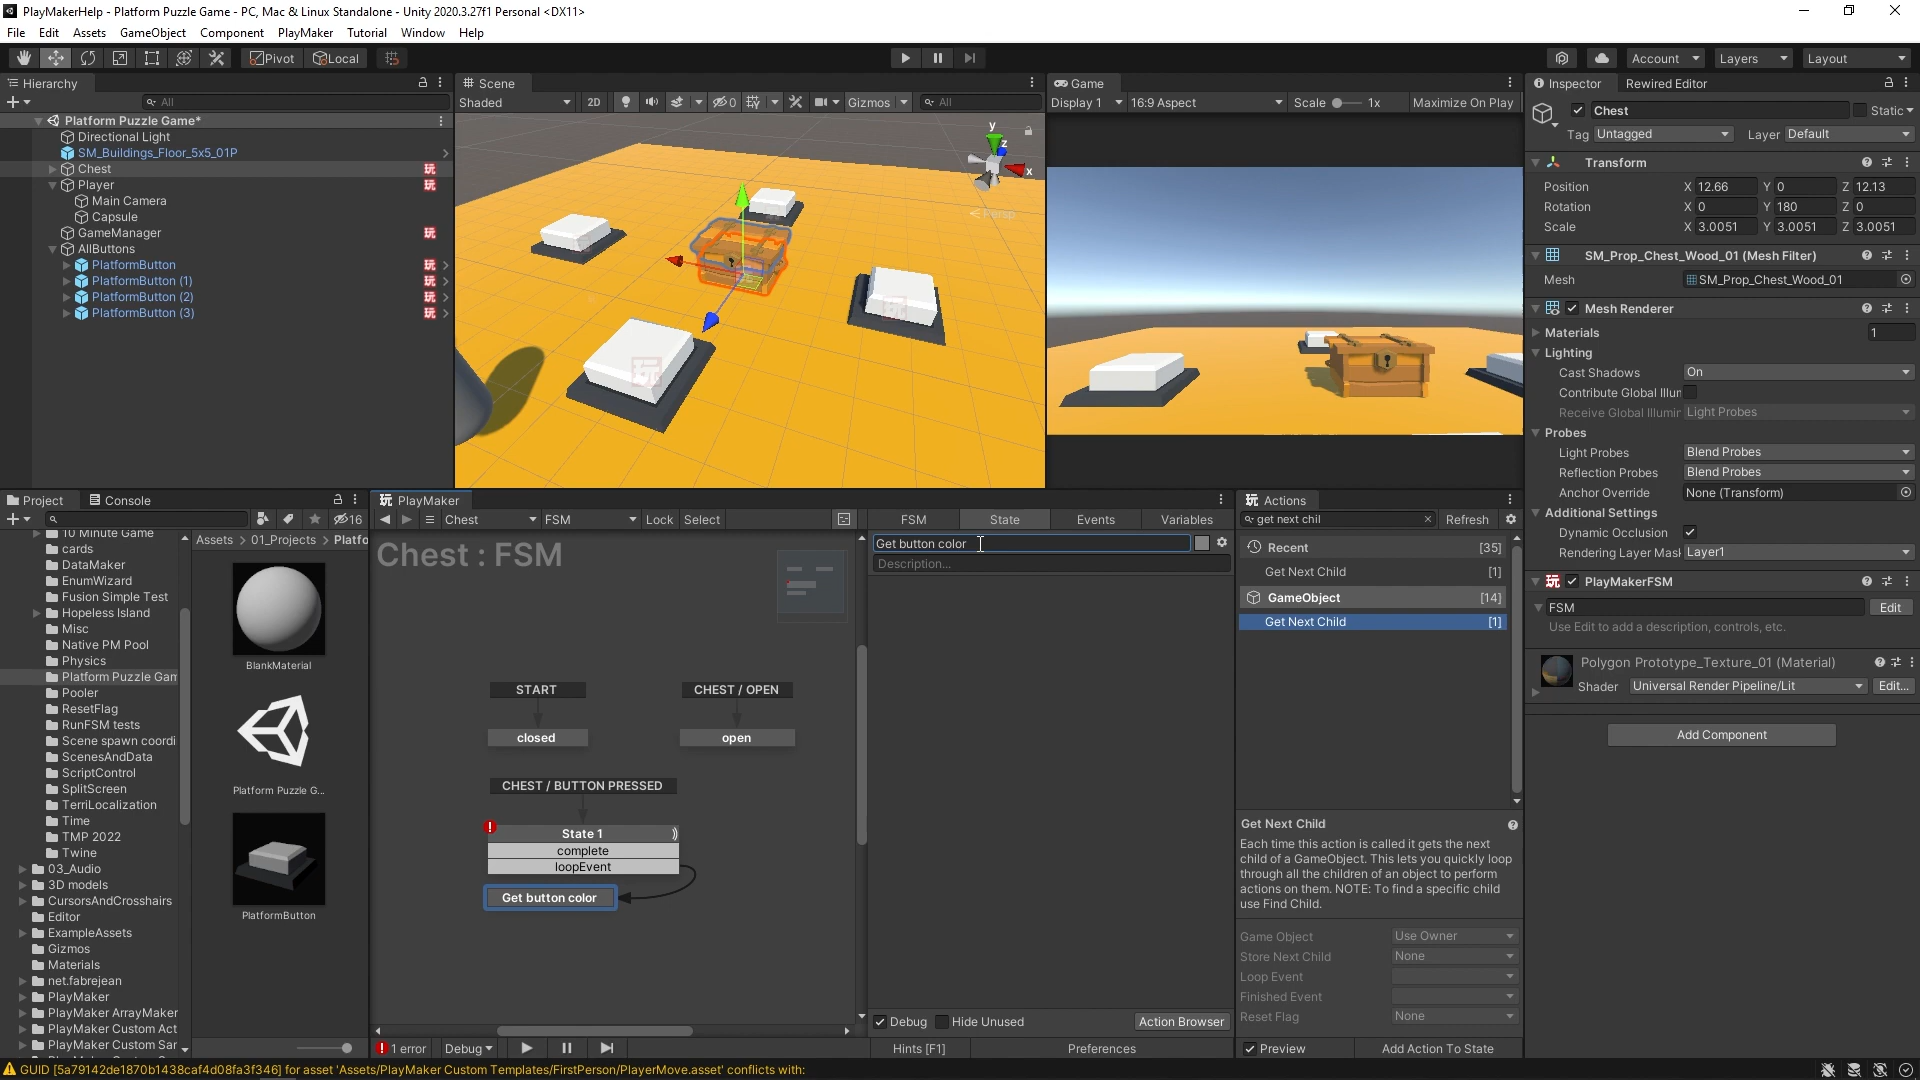 PlayMakerHelp - Platform Puzzle Game - PC, Mac & Linux Standalone - Unity 2020.3.27f1 Personal <DX11>
File Edit Assets GameObject Component PlayMaker Tutorial Window Help
Pivot Local Account Layers Layout
Hierarchy
All
Platform Puzzle Game*
Directional Light
SM_Buildings_Floor_5x5_01P
Chest
Player
Main Camera
Capsule
GameManager
AllButtons
PlatformButton
PlatformButton (1)
PlatformButton (2)
PlatformButton (3)
Scene
Shaded 2D 0 Gizmos All
y
z
x
Persp
Game
Display 1 16:9 Aspect Scale 1x Maximize On Play
Inspector Rewired Editor
Chest Static
Tag Untagged Layer Default
Transform
Position X 12.66 Y 0 Z 12.13
Rotation X 0 Y 180 Z 0
Scale X 3.0051 Y 3.0051 Z 3.0051
SM_Prop_Chest_Wood_01 (Mesh Filter)
Mesh SM_Prop_Chest_Wood_01
Mesh Renderer
Materials 1
Lighting
Cast Shadows On
Contribute Global Illur
Receive Global Illumir Light Probes
Probes
Light Probes Blend Probes
Reflection Probes Blend Probes
Anchor Override None (Transform)
Additional Settings
Dynamic Occlusion
Rendering Layer Mask Layer1
PlayMakerFSM
FSM Edit
Use Edit to add a description, controls, etc.
Polygon Prototype_Texture_01 (Material)
Shader Universal Render Pipeline/Lit Edit...
Add Component
Project Console
16
10 Minute Game
cards
DataMaker
EnumWizard
Fusion Simple Test
Hopeless Island
Misc
Native PM Pool
Physics
Platform Puzzle Gam
Pooler
ResetFlag
RunFSM tests
Scene spawn coordi
ScenesAndData
ScriptControl
SplitScreen
TerriLocalization
Time
TMP 2022
Twine
03_Audio
3D models
CursorsAndCrosshairs
Editor
ExampleAssets
Gizmos
Materials
net.fabrejean
PlayMaker
PlayMaker ArrayMaker
PlayMaker Custom Act
PlayMaker Custom Sar
Assets > 01_Projects > Platfo
BlankMaterial
Platform Puzzle G...
PlatformButton
玩 PlayMaker
Chest FSM Lock Select
Chest : FSM
START
closed
CHEST / OPEN
open
CHEST / BUTTON PRESSED
State 1
complete
loopEvent
Get button color
1 error Debug
FSM State Events Variables
Get button color
Description...
Debug Hide Unused Action Browser
Hints [F1] Preferences
玩 Actions
get next chil Refresh
Recent [35]
Get Next Child [1]
GameObject [14]
Get Next Child [1]
Get Next Child
Each time this action is called it gets the next
child of a GameObject. This lets you quickly loop
through all the children of an object to perform
actions on them. NOTE: To find a specific child
use Find Child.
Game Object Use Owner
Store Next Child None
Loop Event
Finished Event
Reset Flag None
Preview Add Action To State
GUID [5a79142de1870b1438caf4d08fa3f346] for asset 'Assets/PlayMaker Custom Templates/FirstPerson/PlayerMove.asset' conflicts with: